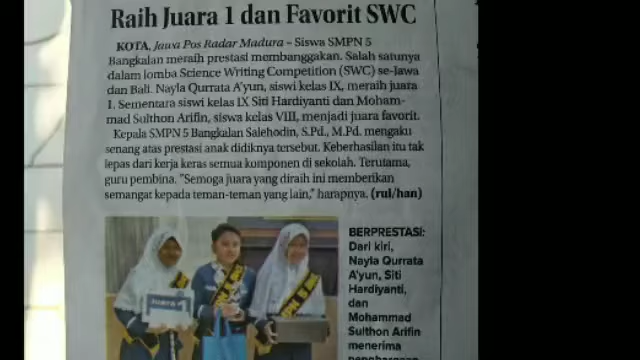 Raih Juara 1 dan Favorit SWC
KOTA, Jawa Pos Radar Madura – Siswa SMPN 5
Bangkalan meraih prestasi membanggakan. Salah satunya
dalam lomba Science Writing Competition (SWC) se-Jawa
dan Bali. Nayla Qurrata A'yun, siswi kelas IX, meraih juara
1. Sementara siswi kelas IX Siti Hardiyanti dan Moham-
mad Sulthon Arifin, siswa kelas VIII, menjadi juara favorit.
Kepala SMPN 5 Bangkalan Salehodin, S.Pd., M.Pd. mengaku
senang atas prestasi anak didiknya tersebut. Keberhasilan itu tak
lepas dari kerja keras semua komponen di sekolah. Terutama,
guru pembina. "Semoga juara yang diraih ini memberikan
semangat kepada teman-teman yang lain," harapnya. (rul/han)
BERPRESTASI:
Dari kiri,
Nayla Qurrata
A'yun, Siti
Hardiyanti,
dan
Mohammad
Sulthon Arifin
menerima
penghargaan
JUARA 1